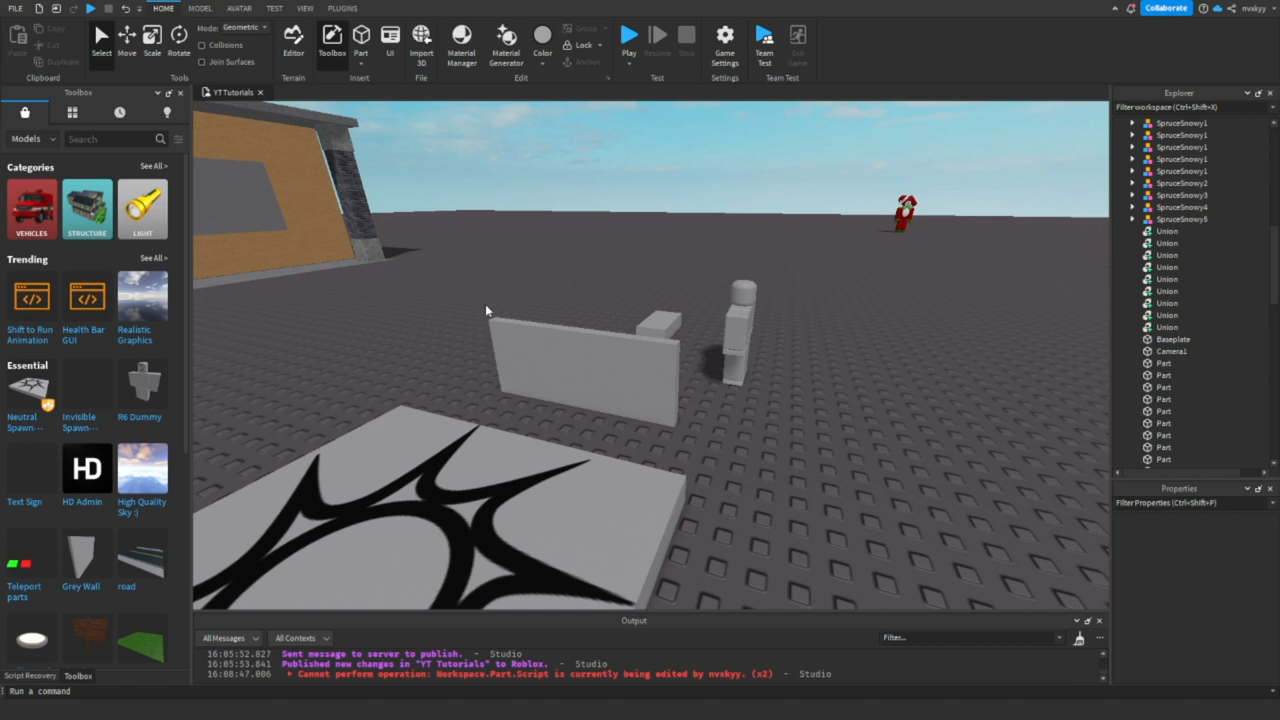 FILE HOME MODEL AVATAR TEST VIEW PLUGINS Collaborate nvxkyy
Paste Copy Cut Duplicate Select Move Scale Rotate Mode: Geometric Collisions Join Surfaces Editor Toolbox Part UI Import 3D Material Manager Material Generator Color Group Lock Anchor Play Resume Stop Game Settings Team Test Exit Game
Clipboard Tools Terrain Insert File Edit Test Settings Team Test
Toolbox
YT Tutorials
Models
Search
Categories See All >
VEHICLES STRUCTURE LIGHT
Trending See All >
Shift to Run Animation
Health Bar GUI
Realistic Graphics
Essential
Neutral Spawn···
Invisible Spawn···
R6 Dummy
Text Sign
HD
HD Admin
High Quality Sky :)
Teleport parts
Grey Wall
road
Script Recovery Toolbox
Run a command
Output
All Messages All Contexts Filter...
16:05:52.827 Sent message to server to publish. - Studio
16:05:53.841 Published new changes in "YT Tutorials" to Roblox. - Studio
16:08:47.006 Cannot perform operation: Workspace.Part.Script is currently being edited by nvxkyy. (x2) - Studio
Explorer
Filter workspace (Ctrl+Shift+X)
SpruceSnowy1
SpruceSnowy1
SpruceSnowy1
SpruceSnowy1
SpruceSnowy1
SpruceSnowy2
SpruceSnowy3
SpruceSnowy4
SpruceSnowy5
Union
Union
Union
Union
Union
Union
Union
Union
Union
Baseplate
Camera1
Part
Part
Part
Part
Part
Part
Part
Part
Part
Properties
Filter Properties (Ctrl+Shift+P)